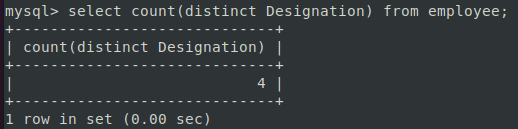 mysql> select count(distinct Designation) from employee;
+-----------------------------+
| count(distinct Designation) |
+-----------------------------+
|                           4 |
+-----------------------------+
1 row in set (0.00 sec)